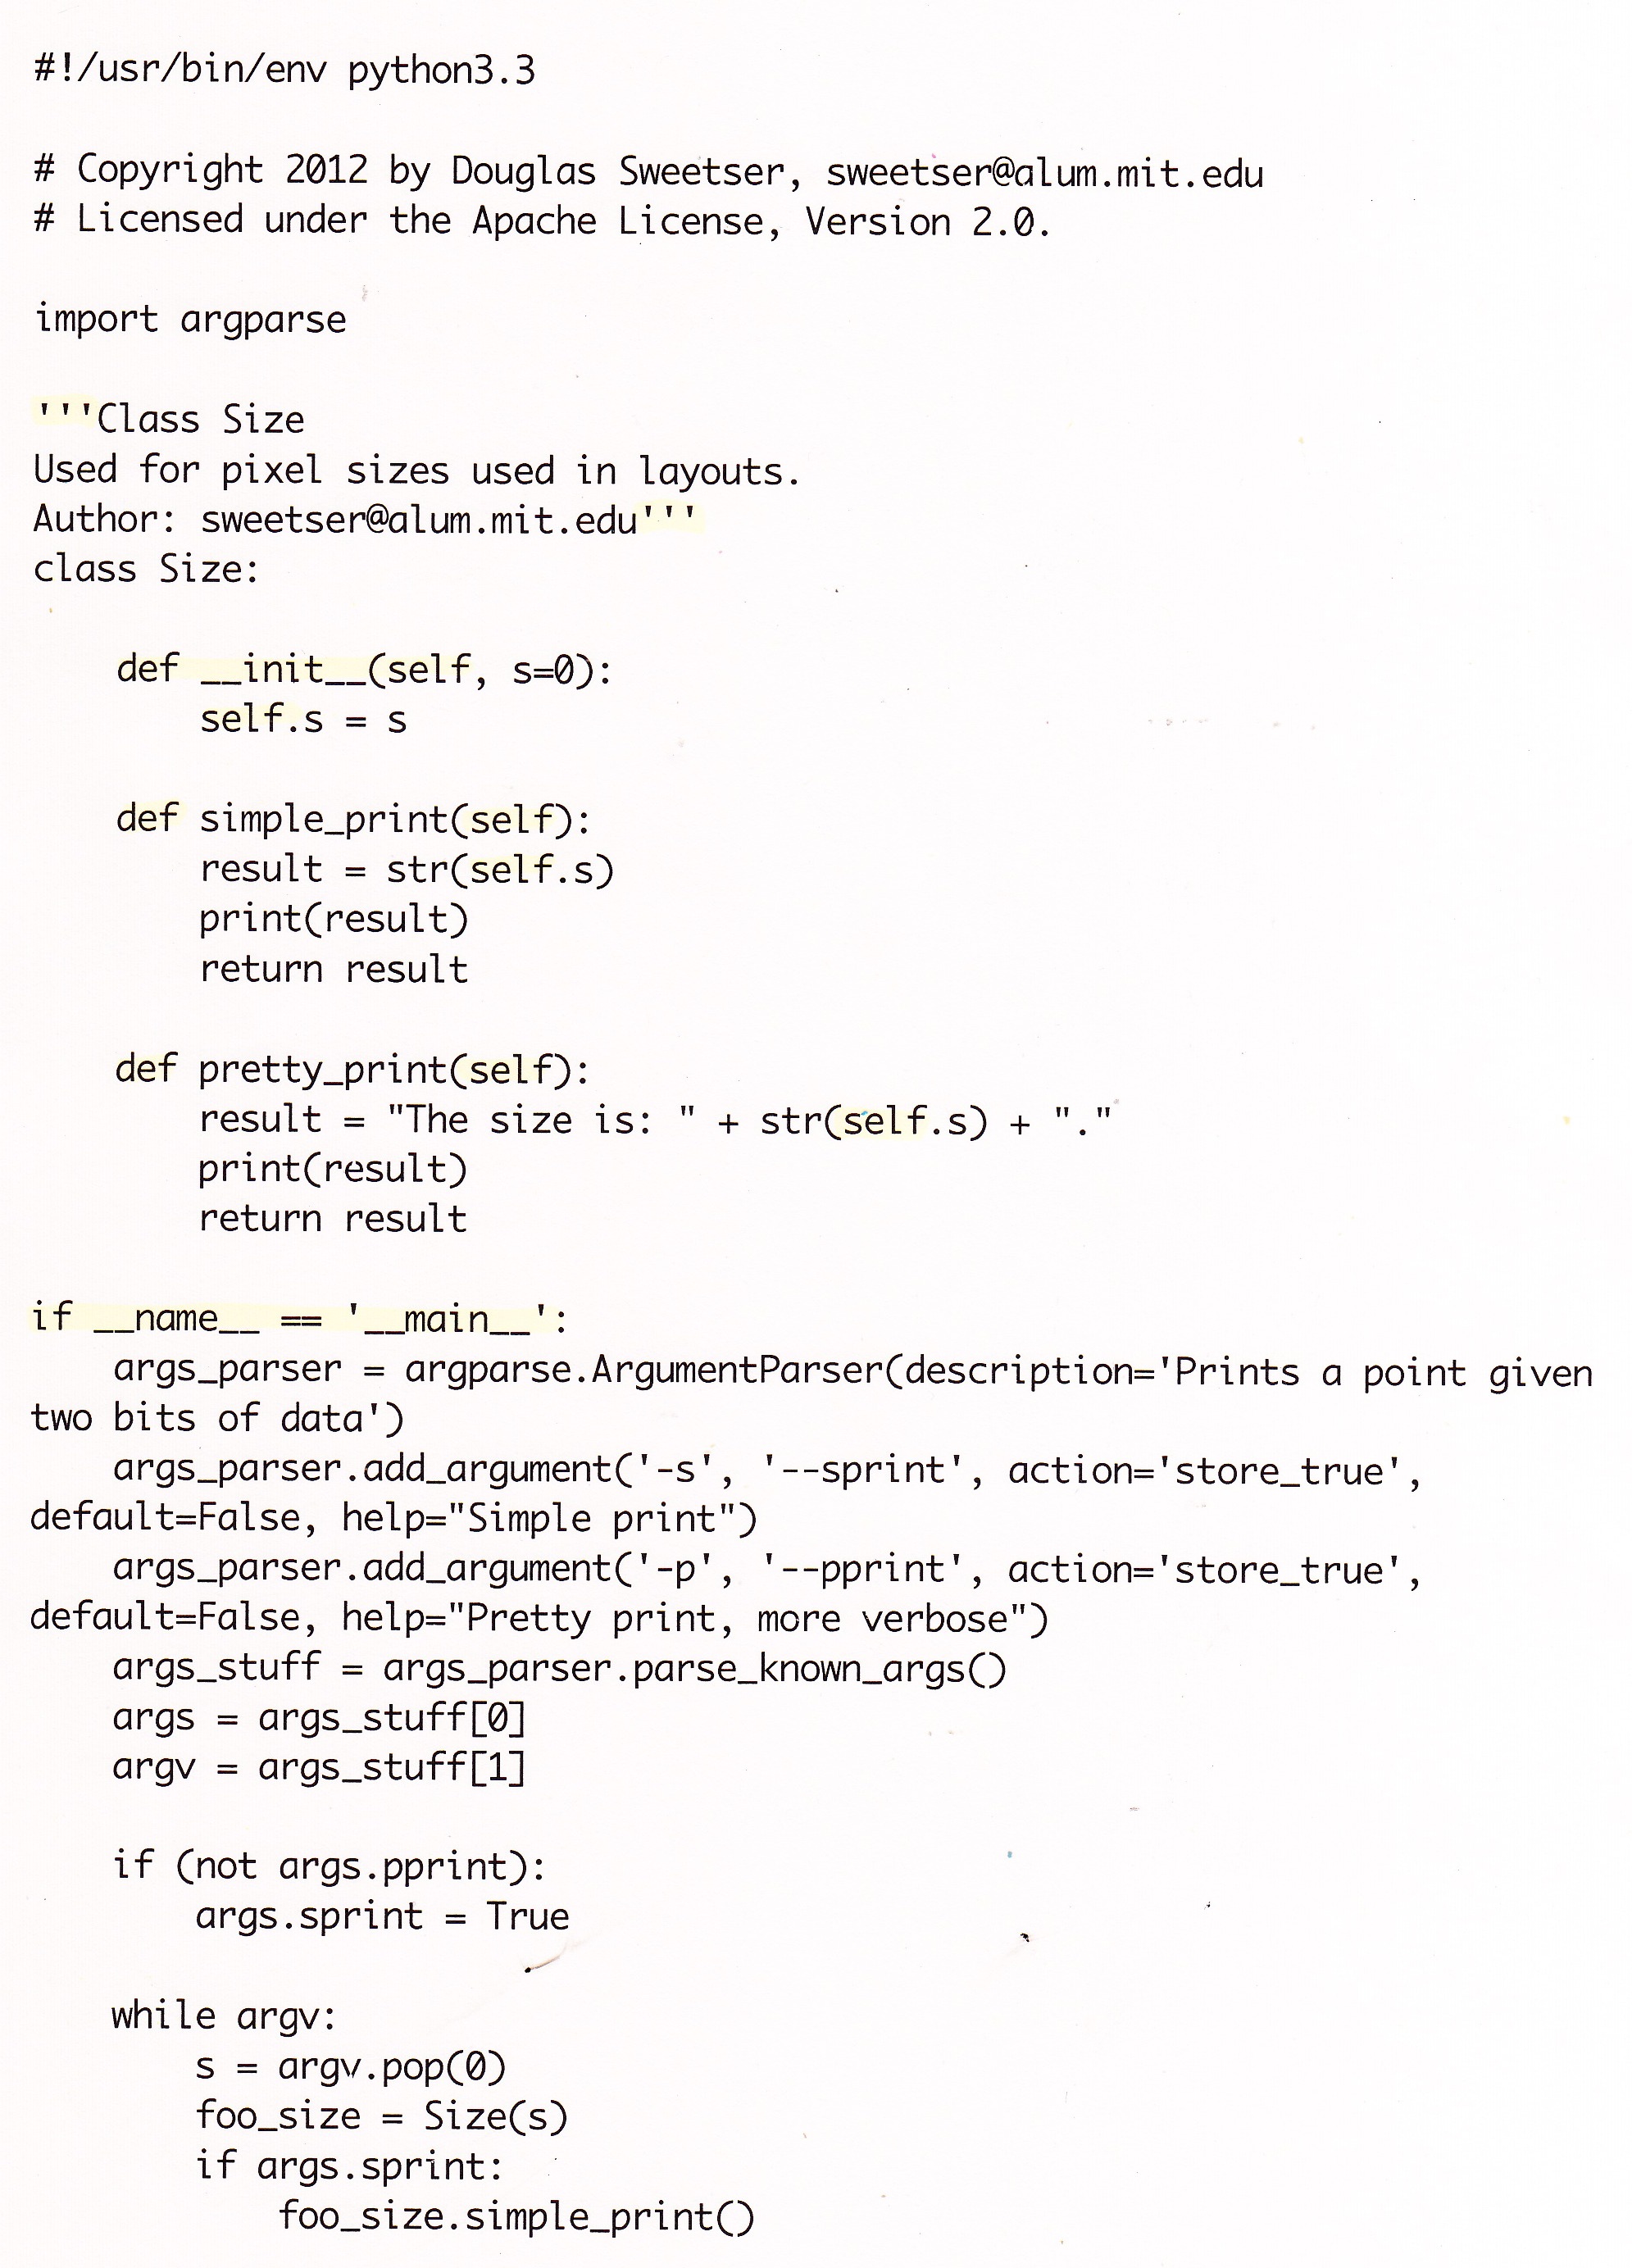 #!/usr/bin/env python3.3

# Copyright 2012 by Douglas Sweetser, sweetser@alum.mit.edu
# Licensed under the Apache License, Version 2.0.

import argparse

'''Class Size
Used for pixel sizes used in layouts.
Author: sweetser@alum.mit.edu'''
class Size:

    def __init__(self, s=0):
        self.s = s

    def simple_print(self):
        result = str(self.s)
        print(result)
        return result

    def pretty_print(self):
        result = "The size is: " + str(self.s) + "."
        print(result)
        return result

if __name__ == '__main__':
    args_parser = argparse.ArgumentParser(description='Prints a point given
two bits of data')
    args_parser.add_argument('-s', '--sprint', action='store_true',
default=False, help="Simple print")
    args_parser.add_argument('-p', '--pprint', action='store_true',
default=False, help="Pretty print, more verbose")
    args_stuff = args_parser.parse_known_args()
    args = args_stuff[0]
    argv = args_stuff[1]

    if (not args.pprint):
        args.sprint = True

    while argv:
        s = argv.pop(0)
        foo_size = Size(s)
        if args.sprint:
            foo_size.simple_print()